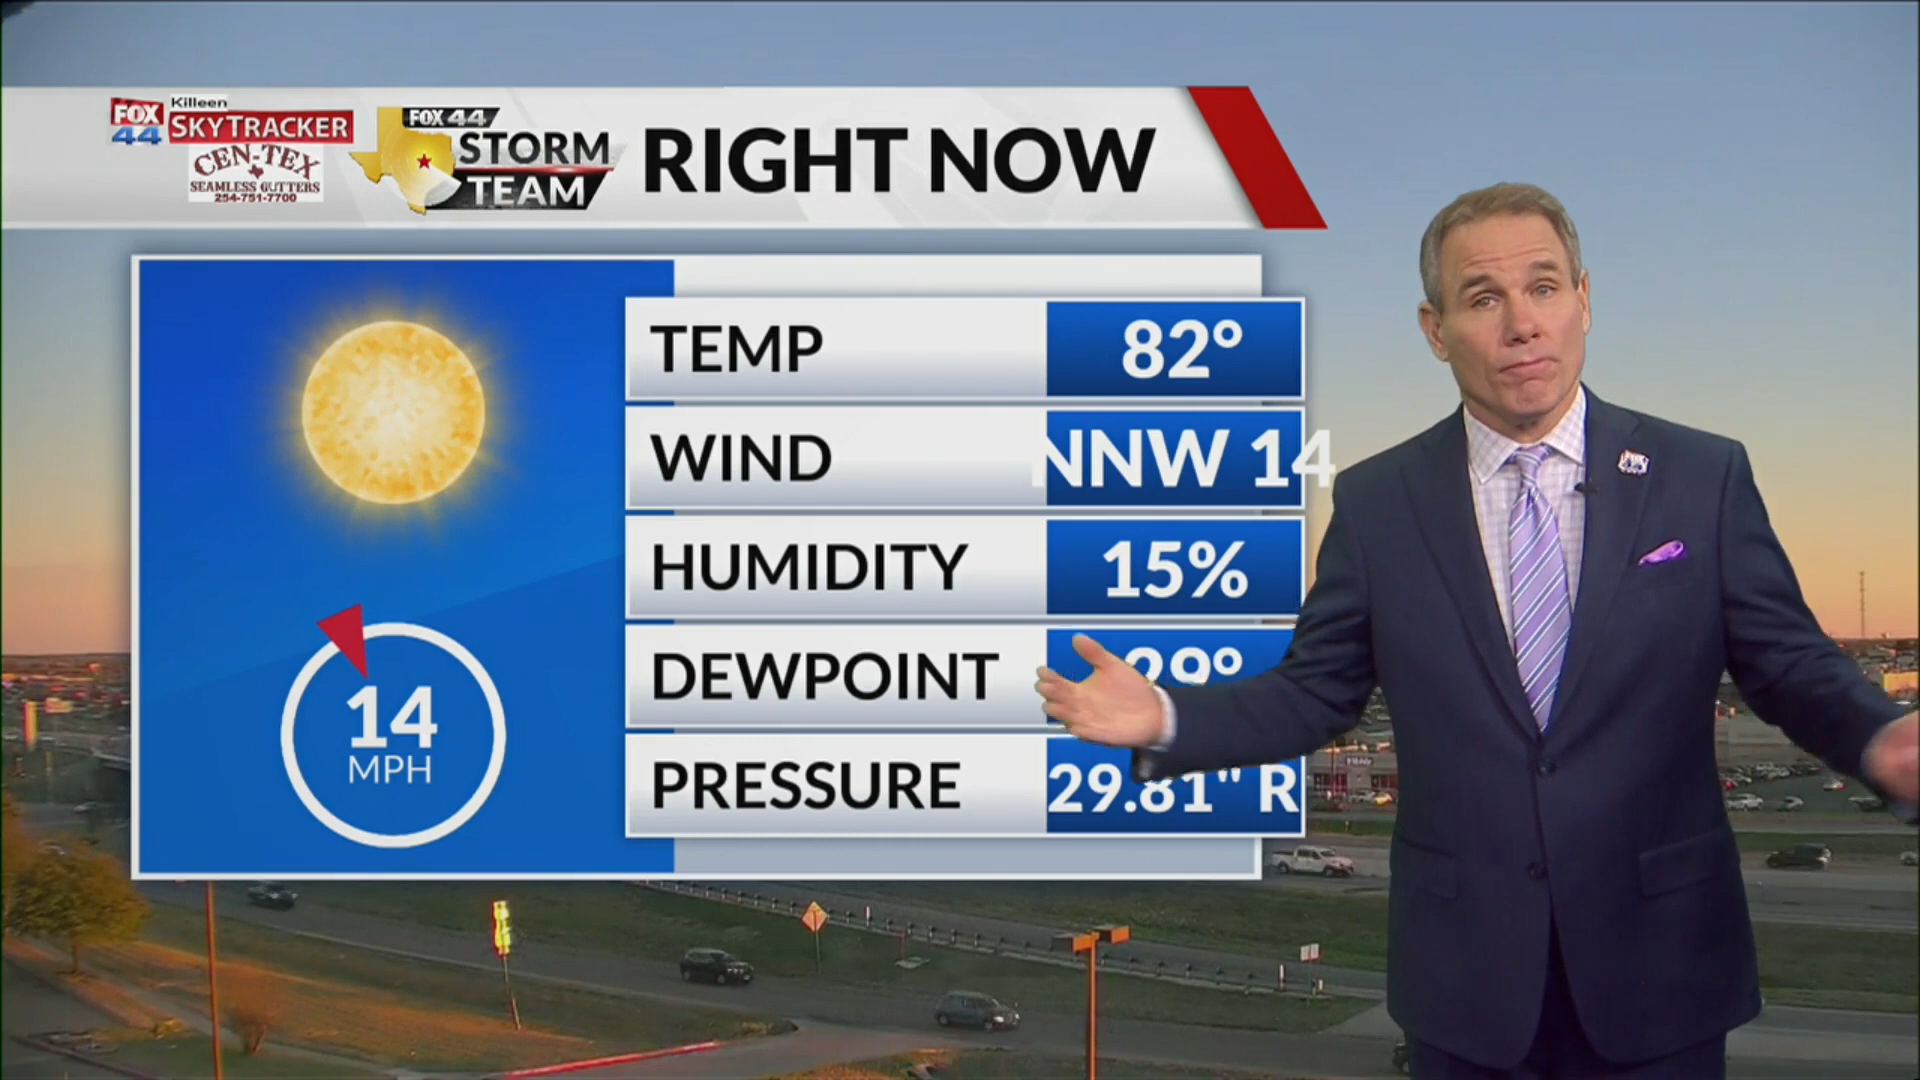 FOX
44
Killeen
SKYTRACKER
CEN-TEX
SEAMLESS GUTTERS
254-751-7700
FOX 44
STORM
TEAM
RIGHT NOW
TEMP 82°
WIND NNW 14
HUMIDITY 15%
DEWPOINT 29°
PRESSURE 29.81" R
14
MPH